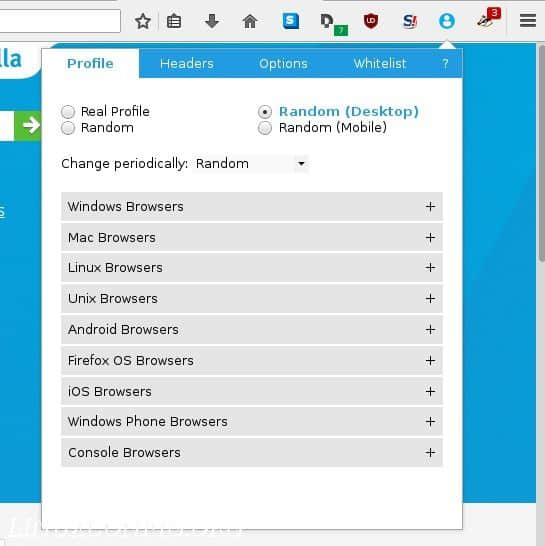 lla
7
3
Profile Headers Options Whitelist ?
Real Profile Random (Desktop)
Random Random (Mobile)
Change periodically: Random
Windows Browsers +
Mac Browsers +
Linux Browsers +
Unix Browsers +
Android Browsers +
Firefox OS Browsers +
iOS Browsers +
Windows Phone Browsers +
Console Browsers +